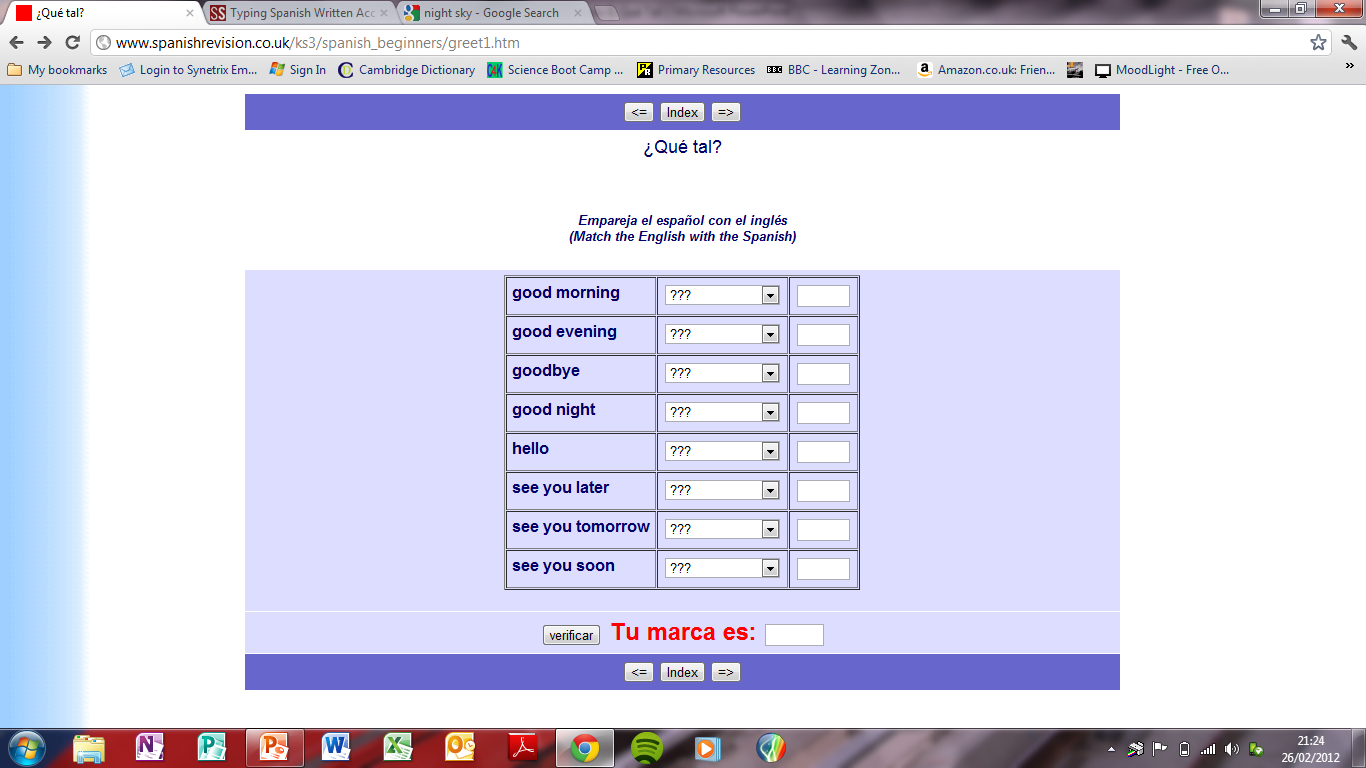 ¿Qué tal?
Typing Spanish Written Acc
night sky - Google Search
www.spanishrevision.co.uk/ks3/spanish_beginners/greet1.htm
My bookmarks
Login to Synetrix Em...
Sign In
Cambridge Dictionary
Science Boot Camp ...
Primary Resources
BBC - Learning Zon...
Amazon.co.uk: Frien...
MoodLight - Free O...
»
<= Index =>
¿Qué tal?
Empareja el español con el inglés
(Match the English with the Spanish)
good morning ???
good evening ???
goodbye ???
good night ???
hello ???
see you later ???
see you tomorrow ???
see you soon ???
verificar Tu marca es:
<= Index =>
21:24
26/02/2012